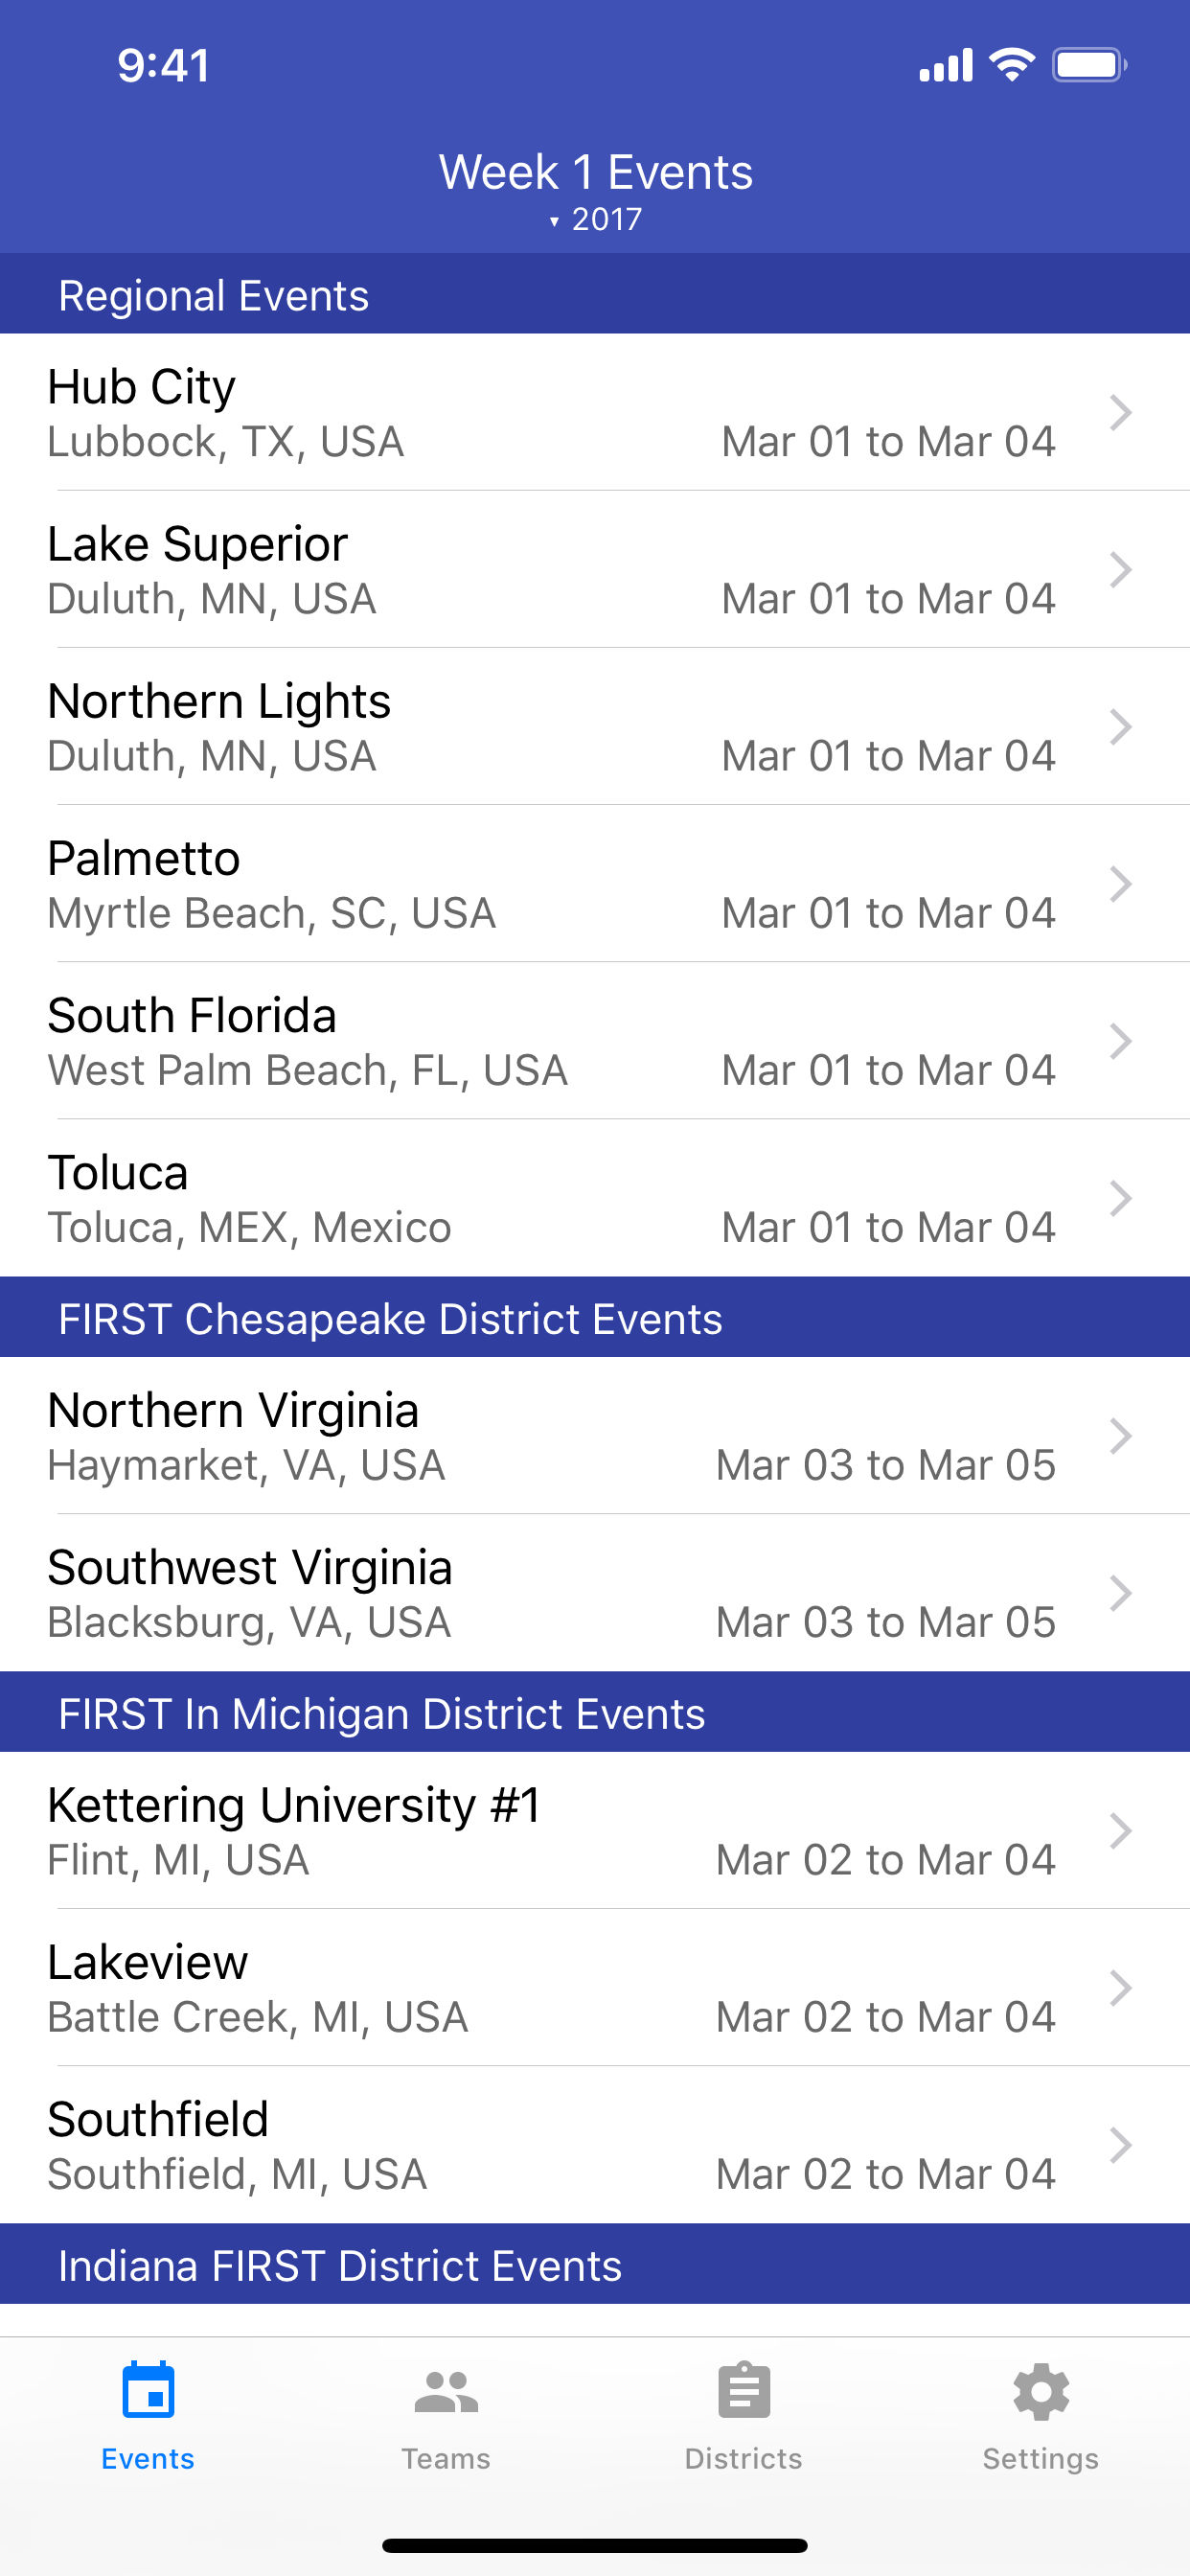 9:41
Week 1 Events
▾ 2017
Regional Events
Hub City
Lubbock, TX, USA Mar 01 to Mar 04
Lake Superior
Duluth, MN, USA Mar 01 to Mar 04
Northern Lights
Duluth, MN, USA Mar 01 to Mar 04
Palmetto
Myrtle Beach, SC, USA Mar 01 to Mar 04
South Florida
West Palm Beach, FL, USA Mar 01 to Mar 04
Toluca
Toluca, MEX, Mexico Mar 01 to Mar 04
FIRST Chesapeake District Events
Northern Virginia
Haymarket, VA, USA Mar 03 to Mar 05
Southwest Virginia
Blacksburg, VA, USA Mar 03 to Mar 05
FIRST In Michigan District Events
Kettering University #1
Flint, MI, USA Mar 02 to Mar 04
Lakeview
Battle Creek, MI, USA Mar 02 to Mar 04
Southfield
Southfield, MI, USA Mar 02 to Mar 04
Indiana FIRST District Events
Events Teams Districts Settings